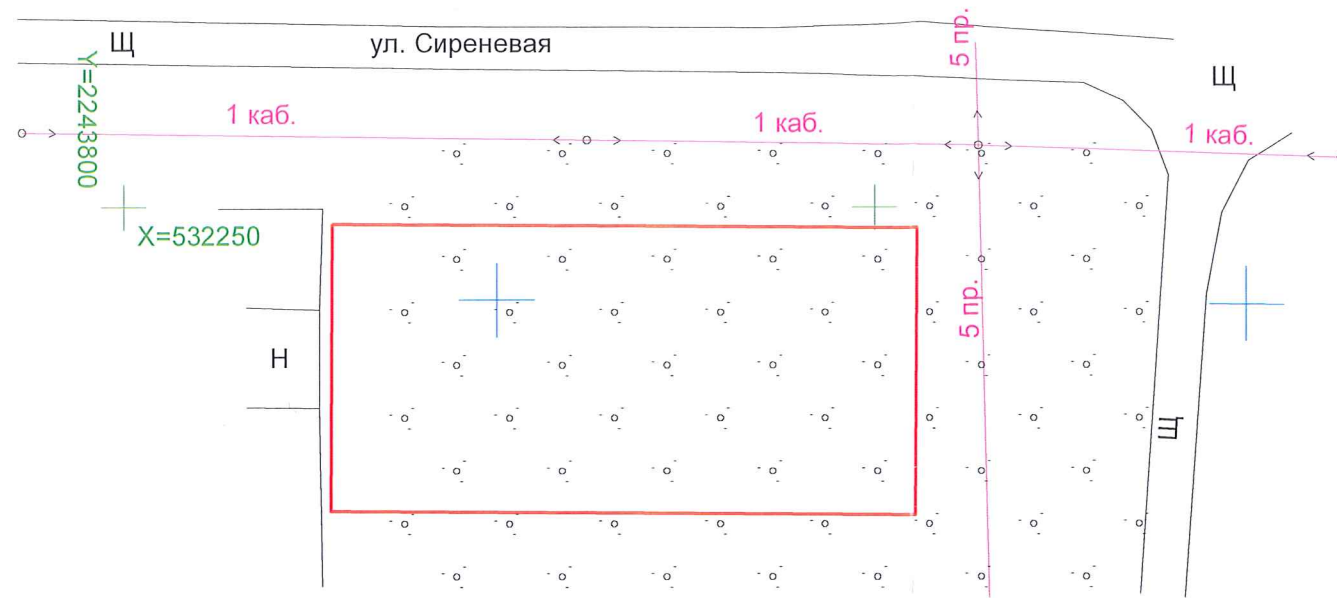 Щ
ул. Сиреневая
5 пр.
Щ
Y=2243800
1 каб.
1 каб.
1 каб.
X=532250
5 пр.
Н
Щ